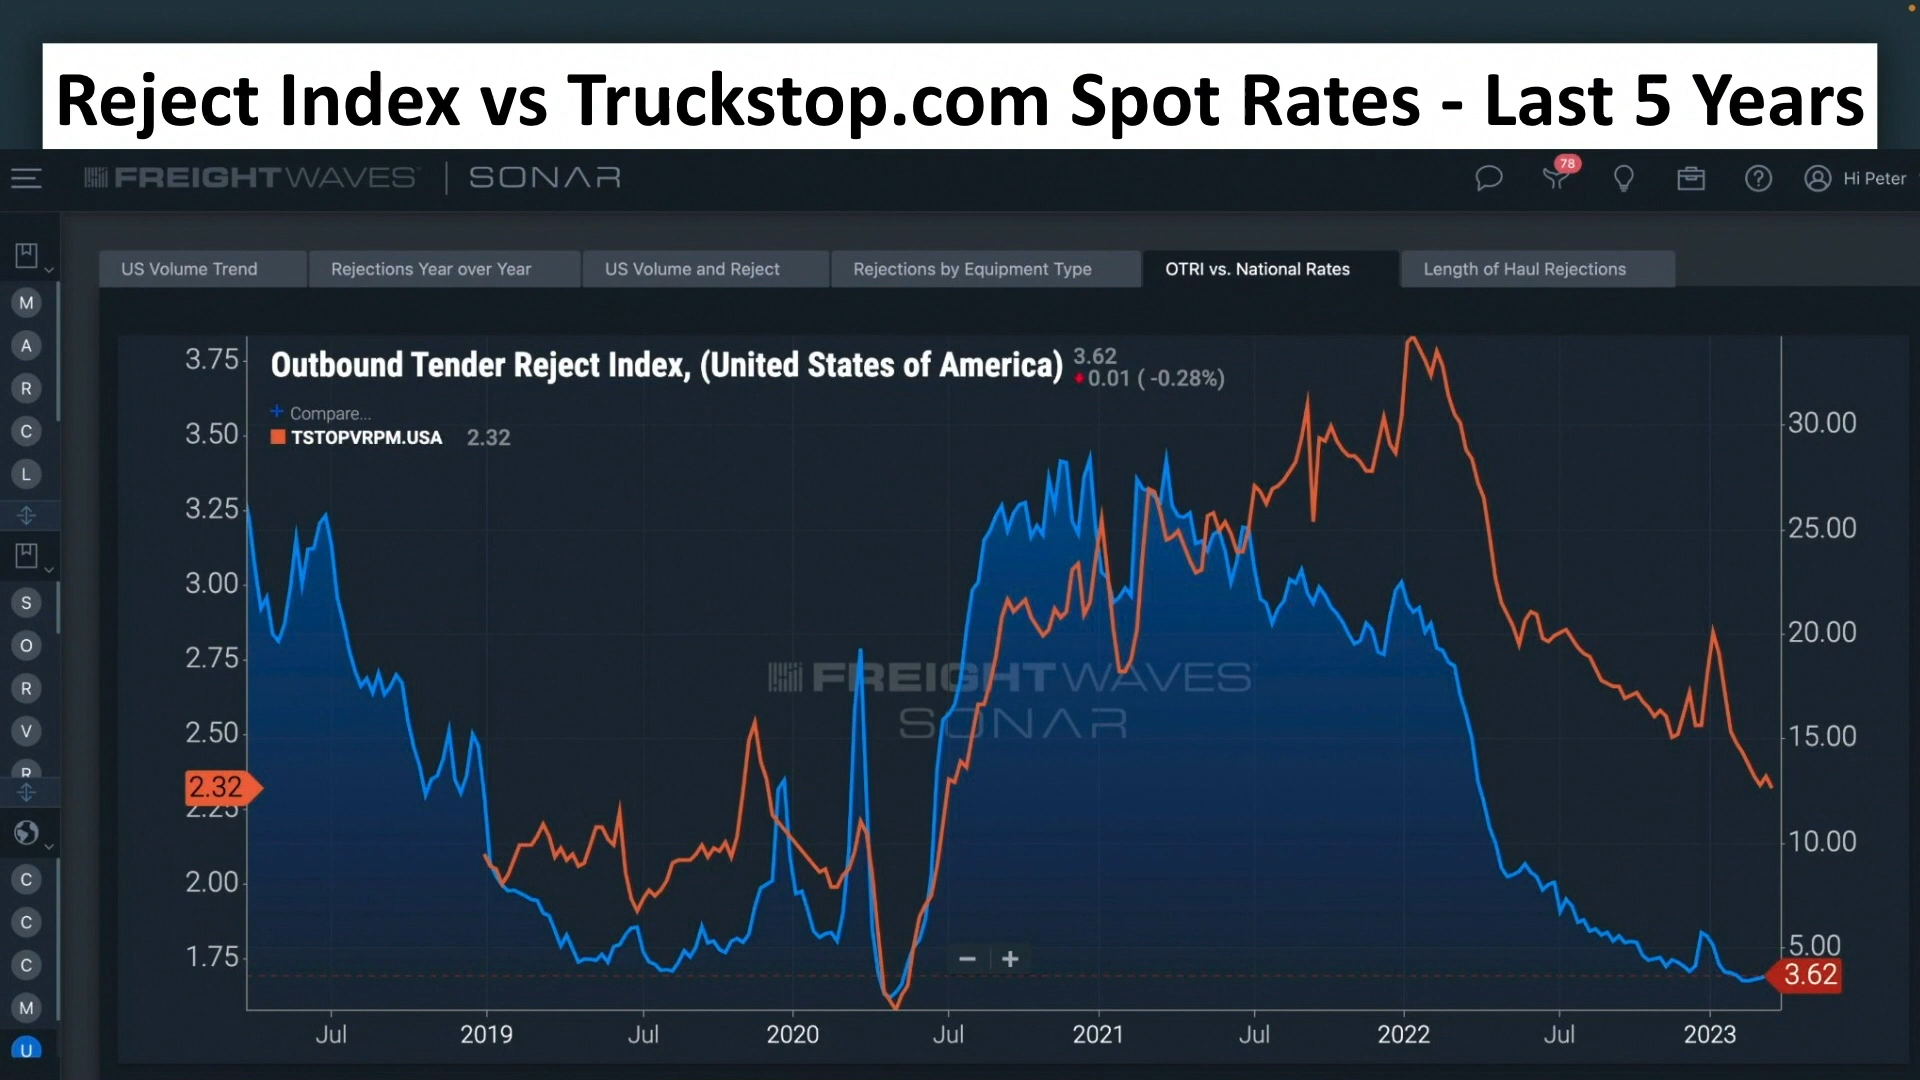 Reject Index vs Truckstop.com Spot Rates - Last 5 Years
FREIGHTWAVES | SONAR
78
Hi Peter
US Volume Trend
Rejections Year over Year
US Volume and Reject
Rejections by Equipment Type
OTRI vs. National Rates
Length of Haul Rejections
M
A
R
C
L
S
O
R
V
R
C
C
C
M
U
Outbound Tender Reject Index, (United States of America)
3.62
0.01 ( -0.28%)
+ Compare...
TSTOPVRPM.USA 2.32
3.75
3.50
3.25
3.00
2.75
2.50
2.32
2.25
2.00
1.75
FREIGHTWAVES
SONAR
30.00
25.00
20.00
15.00
10.00
5.00
3.62
− +
Jul 2019 Jul 2020 Jul 2021 Jul 2022 Jul 2023